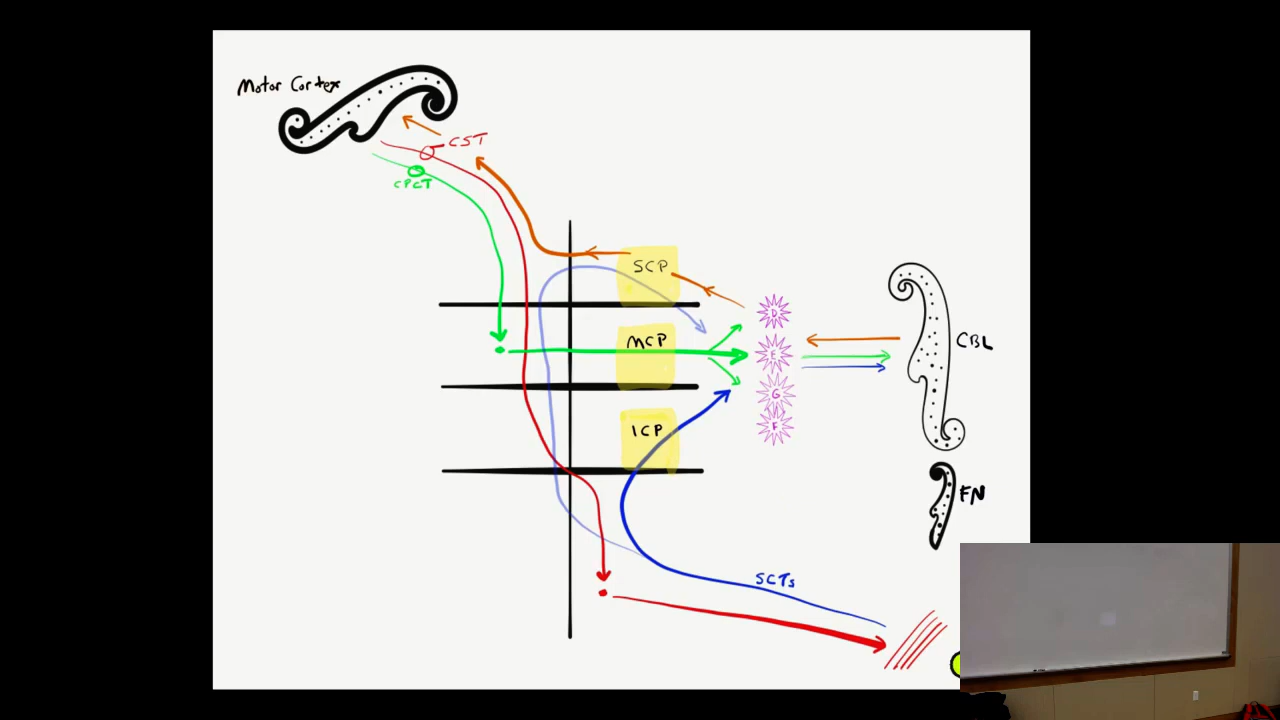 Motor Cortex
CST
CPCT
SCP
D
MCP
E
CBL
G
ICP
F
FN
SCTs